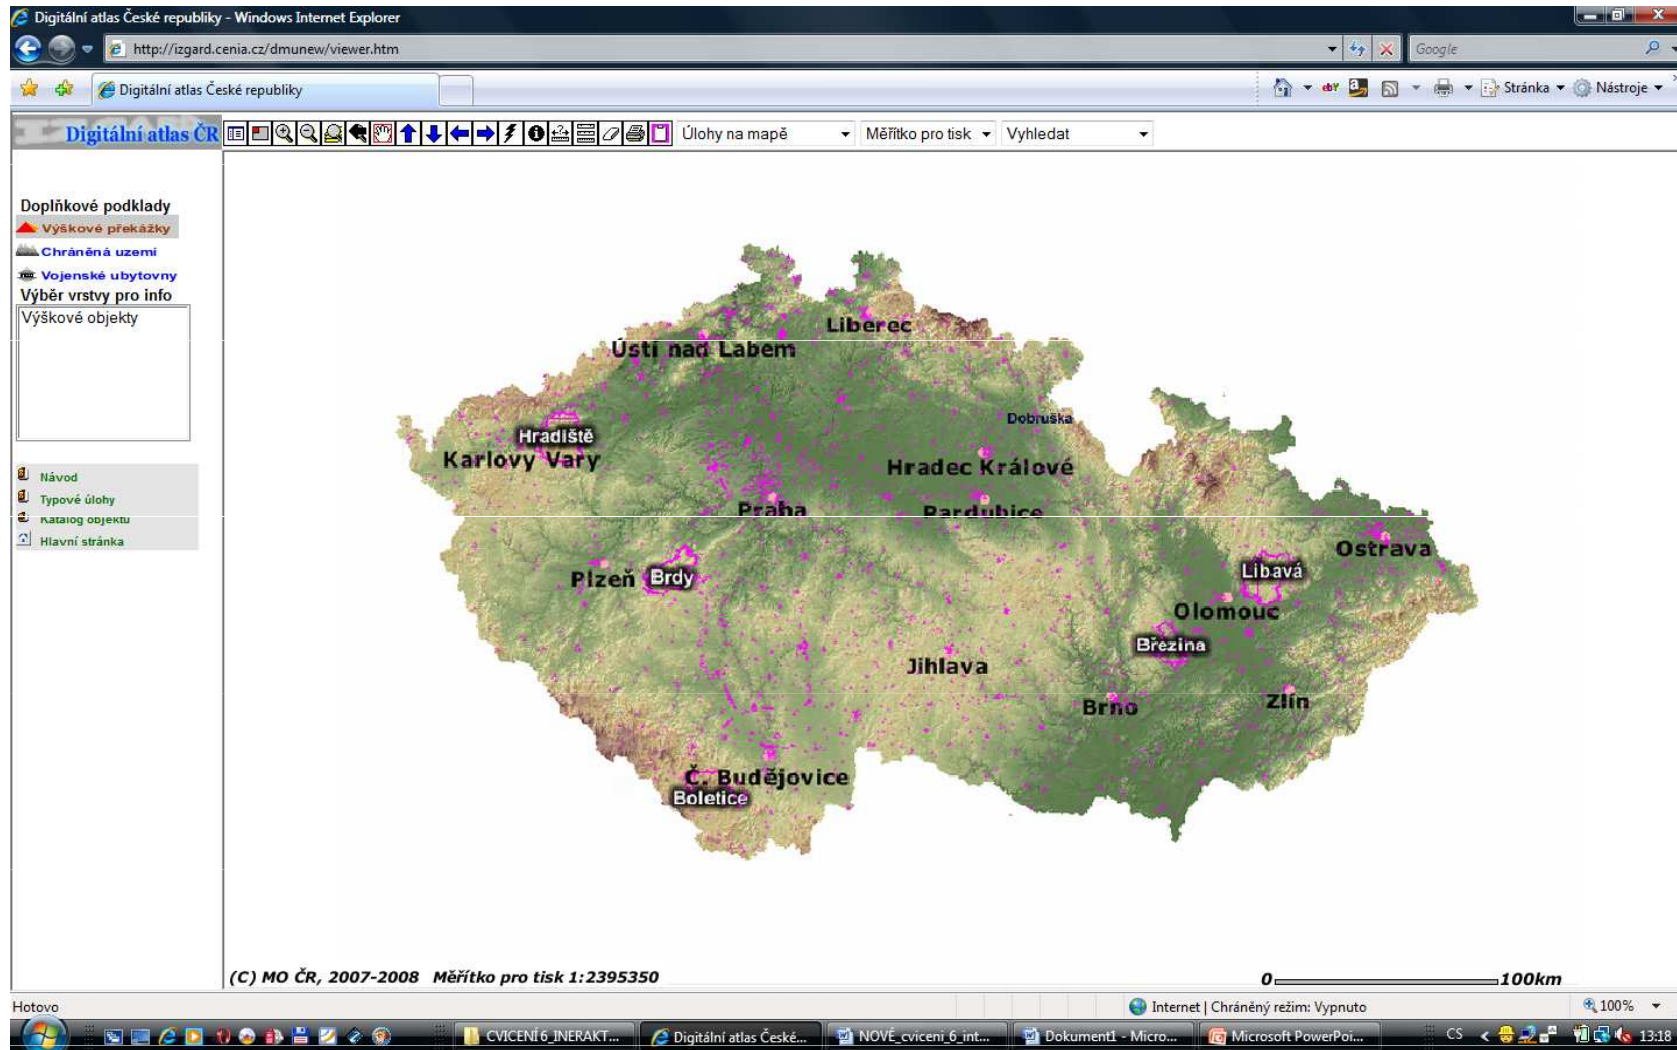 Digitální atlas České republiky - Windows Internet Explorer
http://izgard.cenia.cz/dmunew/viewer.htm
Google
Digitální atlas České republiky
Stránka
Nástroje
Digitální atlas ČR
Úlohy na mapě
Měřítko pro tisk
Vyhledat
Doplňkové podklady
Výškové překážky
Chráněná uzemí
Vojenské ubytovny
Výběr vrstvy pro info
Výškové objekty
Návod
Typové úlohy
Katalog objektu
Hlavní stránka
Liberec
Ústí nad Labem
Dobruška
Hradiště
Karlovy Vary
Hradec Králové
Praha
Pardubice
Ostrava
Plzeň
Brdy
Libavá
Olomouc
Březina
Jihlava
Brno
Zlín
Č. Budějovice
Boletice
(C) MO ČR, 2007-2008 Měřítko pro tisk 1:2395350
0 100km
Hotovo
Internet | Chráněný režim: Vypnuto
100%
CVICENÍ 6_INERAKT...
Digitální atlas České...
NOVÉ_cviceni_6_int...
Dokument1 - Micro...
Microsoft PowerPoi...
CS
13:18